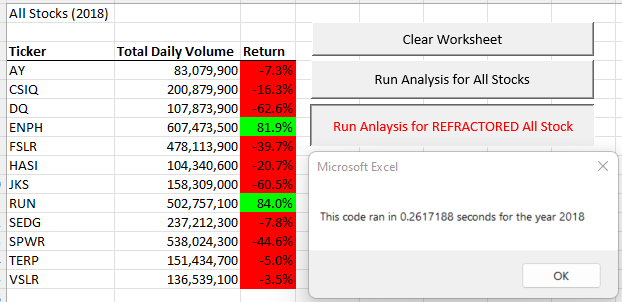 All Stocks (2018)
Clear Worksheet
Ticker Total Daily Volume Return
AY 83,079,900 -7.3%
CSIQ 200,879,900 -16.3%
DQ 107,873,900 -62.6%
ENPH 607,473,500 81.9%
FSLR 478,113,900 -39.7%
HASI 104,340,600 -20.7%
JKS 158,309,000 -60.5%
RUN 502,757,100 84.0%
SEDG 237,212,300 -7.8%
SPWR 538,024,300 -44.6%
TERP 151,434,700 -5.0%
VSLR 136,539,100 -3.5%
Run Analysis for All Stocks
Run Anlaysis for REFRACTORED All Stock
Microsoft Excel
This code ran in 0.2617188 seconds for the year 2018
OK